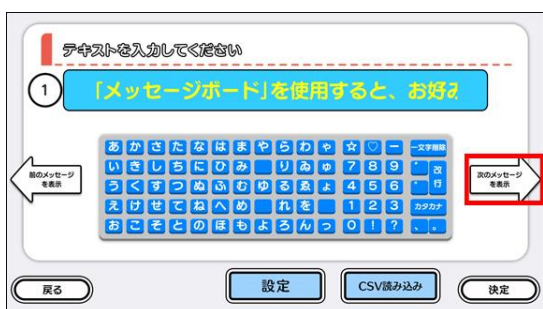 テキストを入力してください
1
「メッセージボード」を使用すると、お好み
前のメッセージ
を表示
あかさたなはまやらわゃ☆♡ー一文字削除
いきしちにひみりゐゅ789゛改行
うくすつぬふむゆるゑょ456゜
えけせてねへめれを123カタカナ
おこそとのほもよろんっ0!?、。
次のメッセージ
を表示
戻る
設定
CSV読み込み
決定